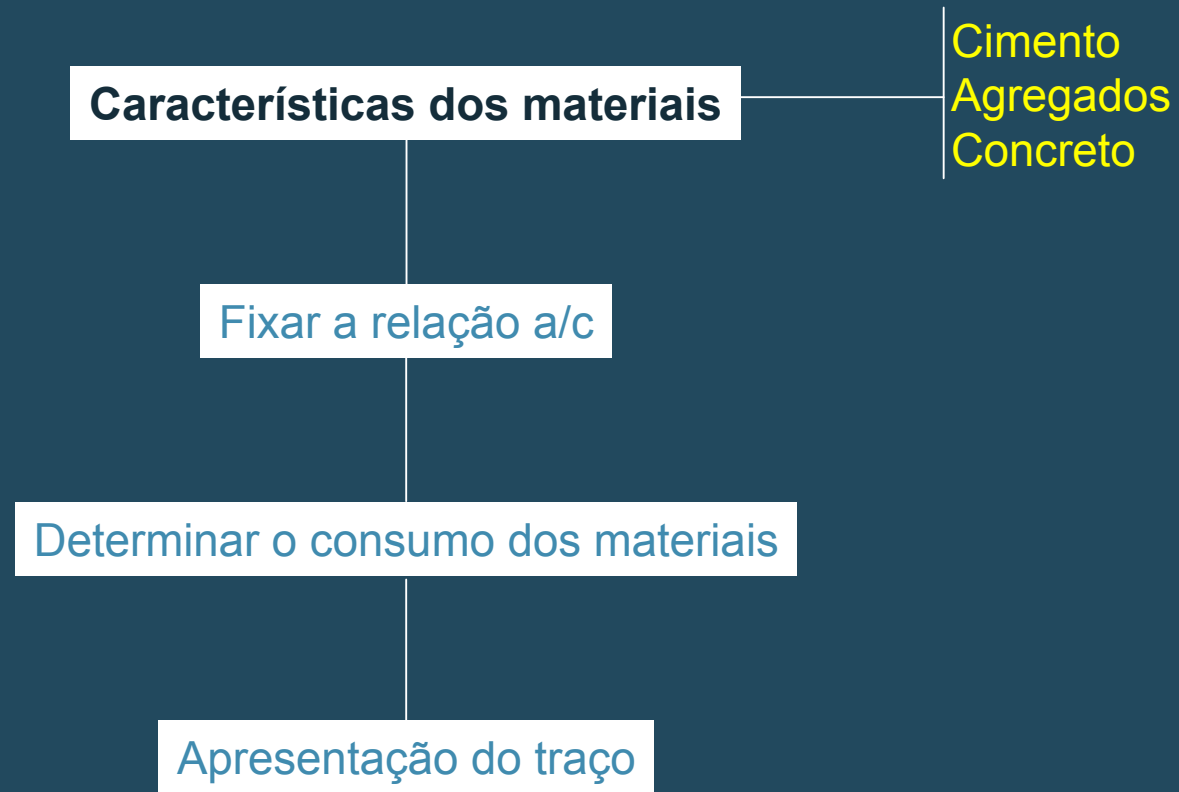 Características dos materiais
Cimento
Agregados
Concreto
Fixar a relação a/c
Determinar o consumo dos materiais
Apresentação do traço